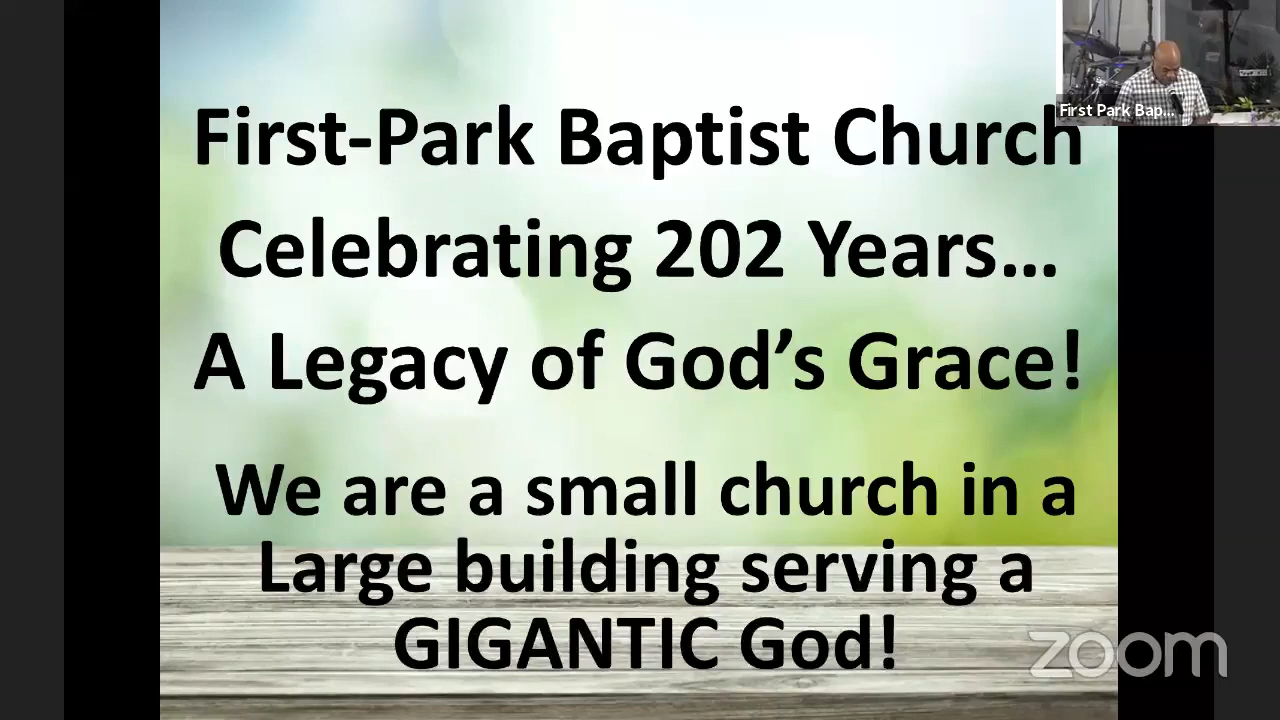 First Park Bap...
First-Park Baptist Church
Celebrating 202 Years...
A Legacy of God's Grace!
We are a small church in a
Large building serving a
GIGANTIC God!
zoom